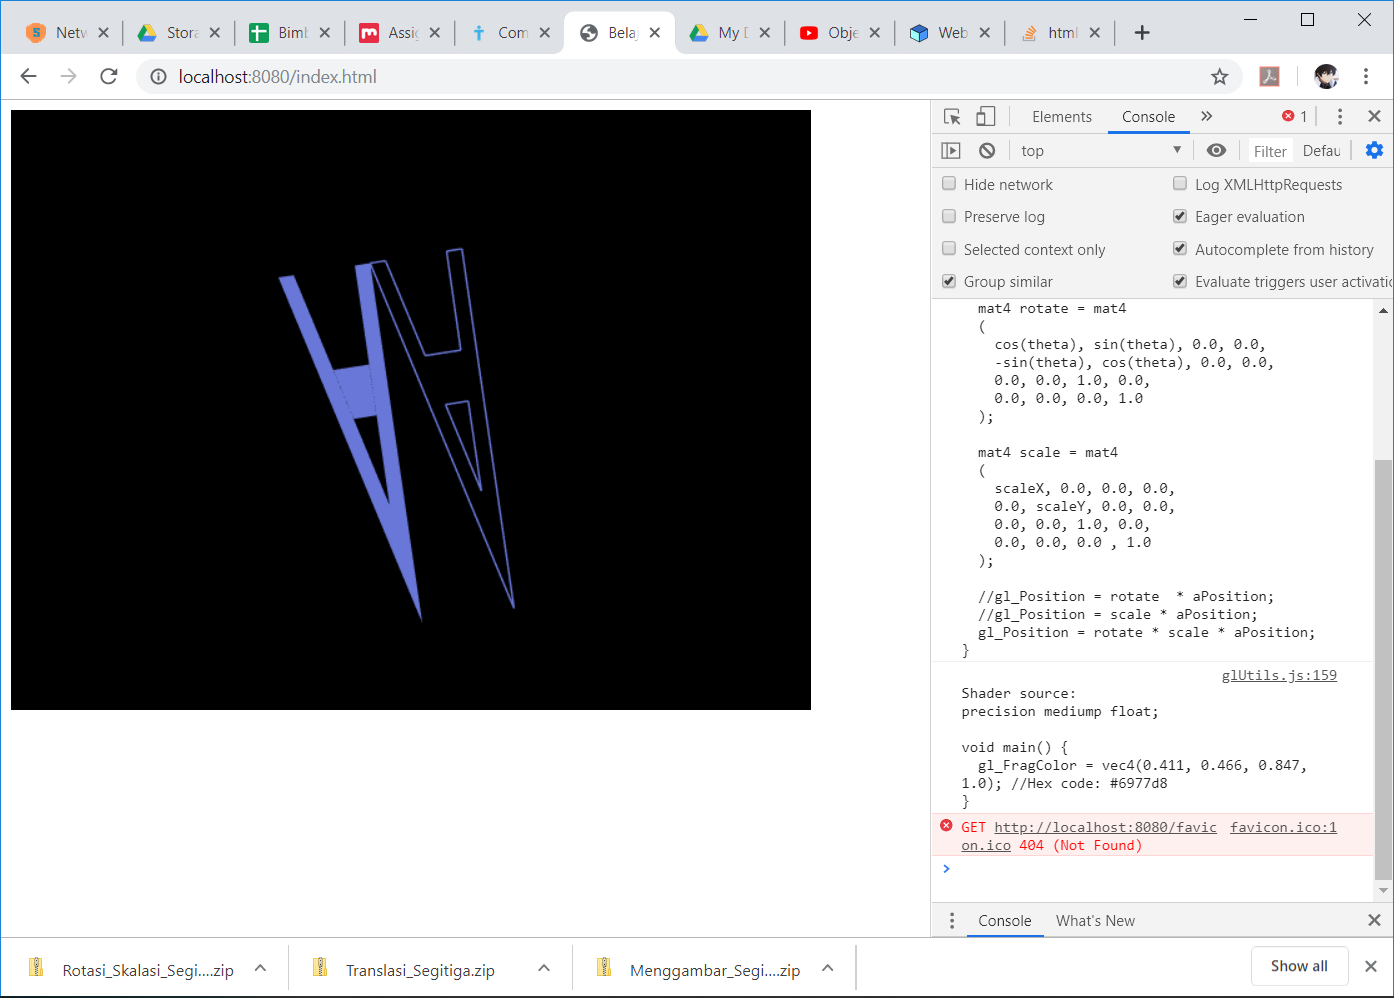 Netw
Stora
Bimb
Assig
Com
Belaj
My D
Obje
Web
html
localhost:8080/index.html
Elements
Console
1
top
Filter
Defau
Hide network
Log XMLHttpRequests
Preserve log
Eager evaluation
Selected context only
Autocomplete from history
Group similar
Evaluate triggers user activatio
mat4 rotate = mat4
(
cos(theta), sin(theta), 0.0, 0.0,
-sin(theta), cos(theta), 0.0, 0.0,
0.0, 0.0, 1.0, 0.0,
0.0, 0.0, 0.0, 1.0
);
mat4 scale = mat4
(
scaleX, 0.0, 0.0, 0.0,
0.0, scaleY, 0.0, 0.0,
0.0, 0.0, 1.0, 0.0,
0.0, 0.0, 0.0 , 1.0
);
//gl_Position = rotate  * aPosition;
//gl_Position = scale * aPosition;
gl_Position = rotate * scale * aPosition;
}
glUtils.js:159
Shader source:
precision mediump float;
void main() {
gl_FragColor = vec4(0.411, 0.466, 0.847,
1.0); //Hex code: #6977d8
}
GET http://localhost:8080/favic favicon.ico:1
on.ico 404 (Not Found)
Console
What's New
Rotasi_Skalasi_Segi....zip
Translasi_Segitiga.zip
Menggambar_Segi....zip
Show all